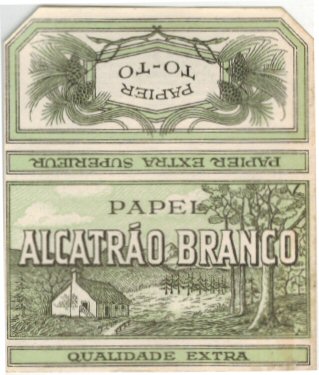 PAPIER
TO-TO
PAPIER EXTRA SUPERIEUR
PAPEL
ALCATRÃO BRANCO
QUALIDADE EXTRA